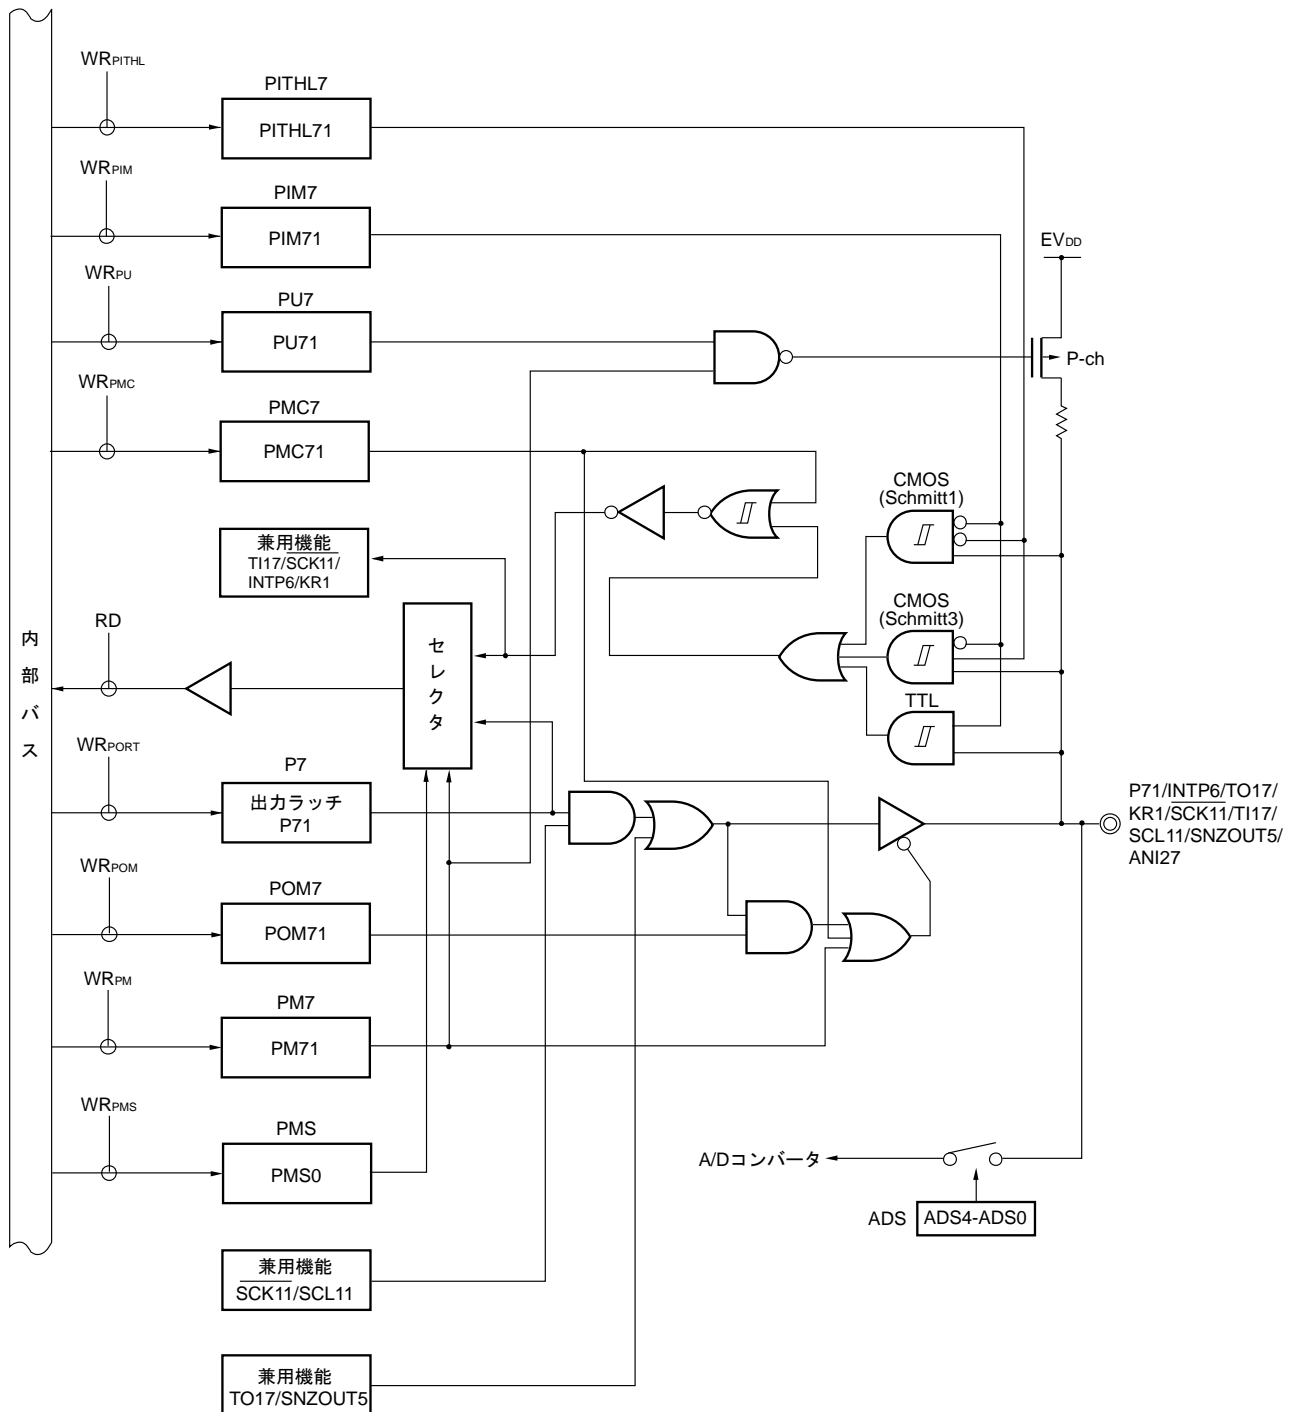 WRPITHL
PITHL7
PITHL71
WRPIM
PIM7
PIM71
WRPU
PU7
PU71
EVDD
P-ch
WRPMC
PMC7
PMC71
CMOS
(Schmitt1)
兼用機能
TI17/SCK11/
INTP6/KR1
CMOS
(Schmitt3)
TTL
RD
セレクタ
内部バス
WRPORT
P7
出力ラッチ
P71
P71/INTP6/TO17/
KR1/SCK11/TI17/
SCL11/SNZOUT5/
ANI27
WRPOM
POM7
POM71
WRPM
PM7
PM71
WRPMS
PMS
PMS0
A/Dコンバータ
ADS
ADS4-ADS0
兼用機能
SCK11/SCL11
兼用機能
TO17/SNZOUT5